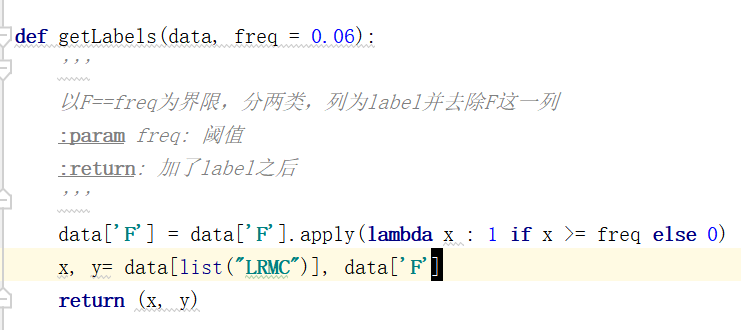 def getLabels(data, freq = 0.06):
'''
以F==freq为界限，分两类，列为label并去除F这一列
:param freq: 阈值
:return: 加了label之后
'''
data['F'] = data['F'].apply(lambda x : 1 if x >= freq else 0)
x, y= data[list("LRMC")], data['F']
return (x, y)